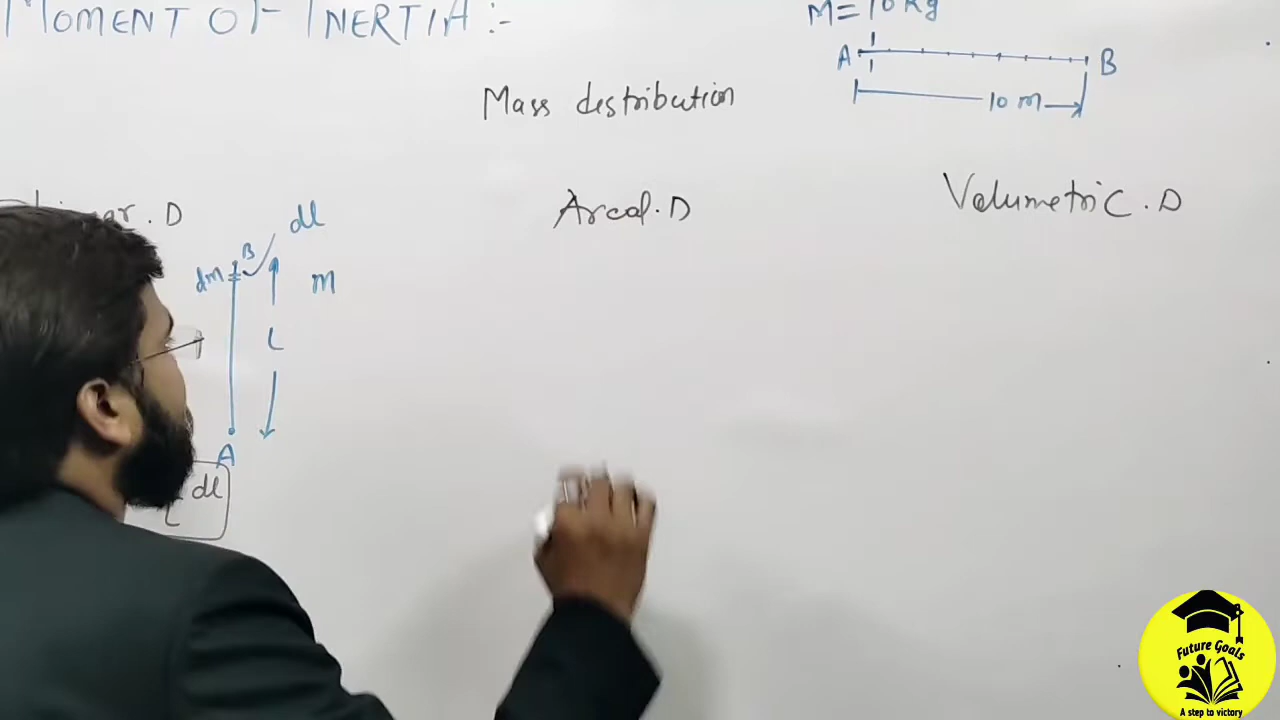 MOMENT OF INERTIA :-
M=10 kg
A B
10 m
Mass distribution
Linear . D
Areal . D
Volumetric . D
dl
B
dm
m
L
A
dl
L
Future Goals
A step to victory